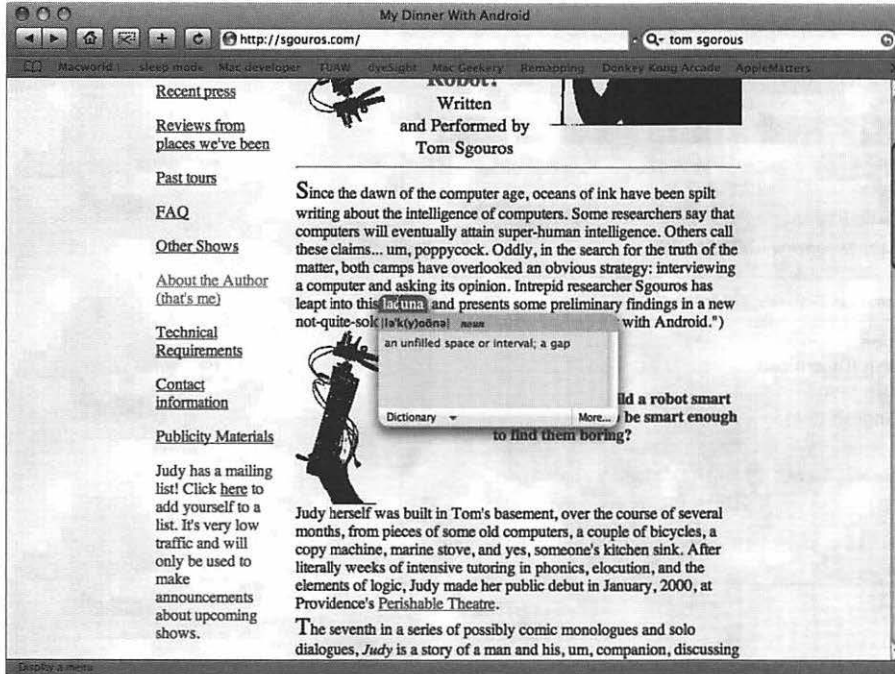 My Dinner With Android
http://sgouros.com/
Q- tom sgorous
Macworld | ... sleep mode Mac developer TUAW dyeSight Mac Geekery Remapping Donkey Kong Arcade AppleMatters
Recent press
Reviews from
places we've been
Past tours
FAQ
Other Shows
About the Author
(that's me)
Technical
Requirements
Contact
information
Publicity Materials
Judy has a mailing
list! Click here to
add yourself to a
list. It's very low
traffic and will
only be used to
make
announcements
about upcoming
shows.
Robot?
Written
and Performed by
Tom Sgouros
Since the dawn of the computer age, oceans of ink have been spilt
writing about the intelligence of computers. Some researchers say that
computers will eventually attain super-human intelligence. Others call
these claims... um, poppycock. Oddly, in the search for the truth of the
matter, both camps have overlooked an obvious strategy: interviewing
a computer and asking its opinion. Intrepid researcher Sgouros has
leapt into this lacuna and presents some preliminary findings in a new
not-quite-solo with Android.")
|lə'k(y)oōnə| noun
an unfilled space or interval; a gap
Dictionary More...
ild a robot smart
be smart enough
to find them boring?
Judy herself was built in Tom's basement, over the course of several
months, from pieces of some old computers, a couple of bicycles, a
copy machine, marine stove, and yes, someone's kitchen sink. After
literally weeks of intensive tutoring in phonics, elocution, and the
elements of logic, Judy made her public debut in January, 2000, at
Providence's Perishable Theatre.
The seventh in a series of possibly comic monologues and solo
dialogues, Judy is a story of a man and his, um, companion, discussing
Display a menu